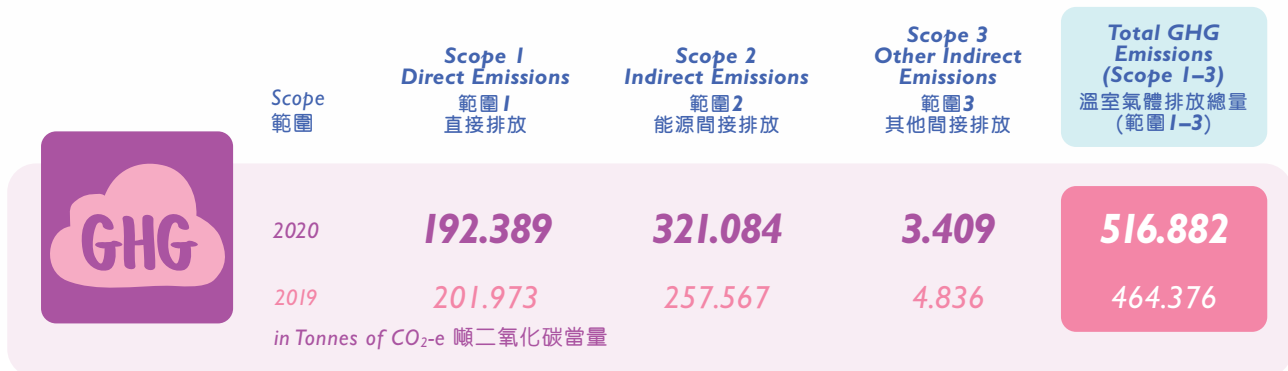 Scope
範圍
Scope 1
Direct Emissions
範圍1
直接排放
Scope 2
Indirect Emissions
範圍2
能源間接排放
Scope 3
Other Indirect
Emissions
範圍3
其他間接排放
Total GHG
Emissions
(Scope 1–3)
溫室氣體排放總量
(範圍1–3)
GHG
2020 192.389 321.084 3.409 516.882
2019 201.973 257.567 4.836 464.376
in Tonnes of CO₂-e 噸二氧化碳當量